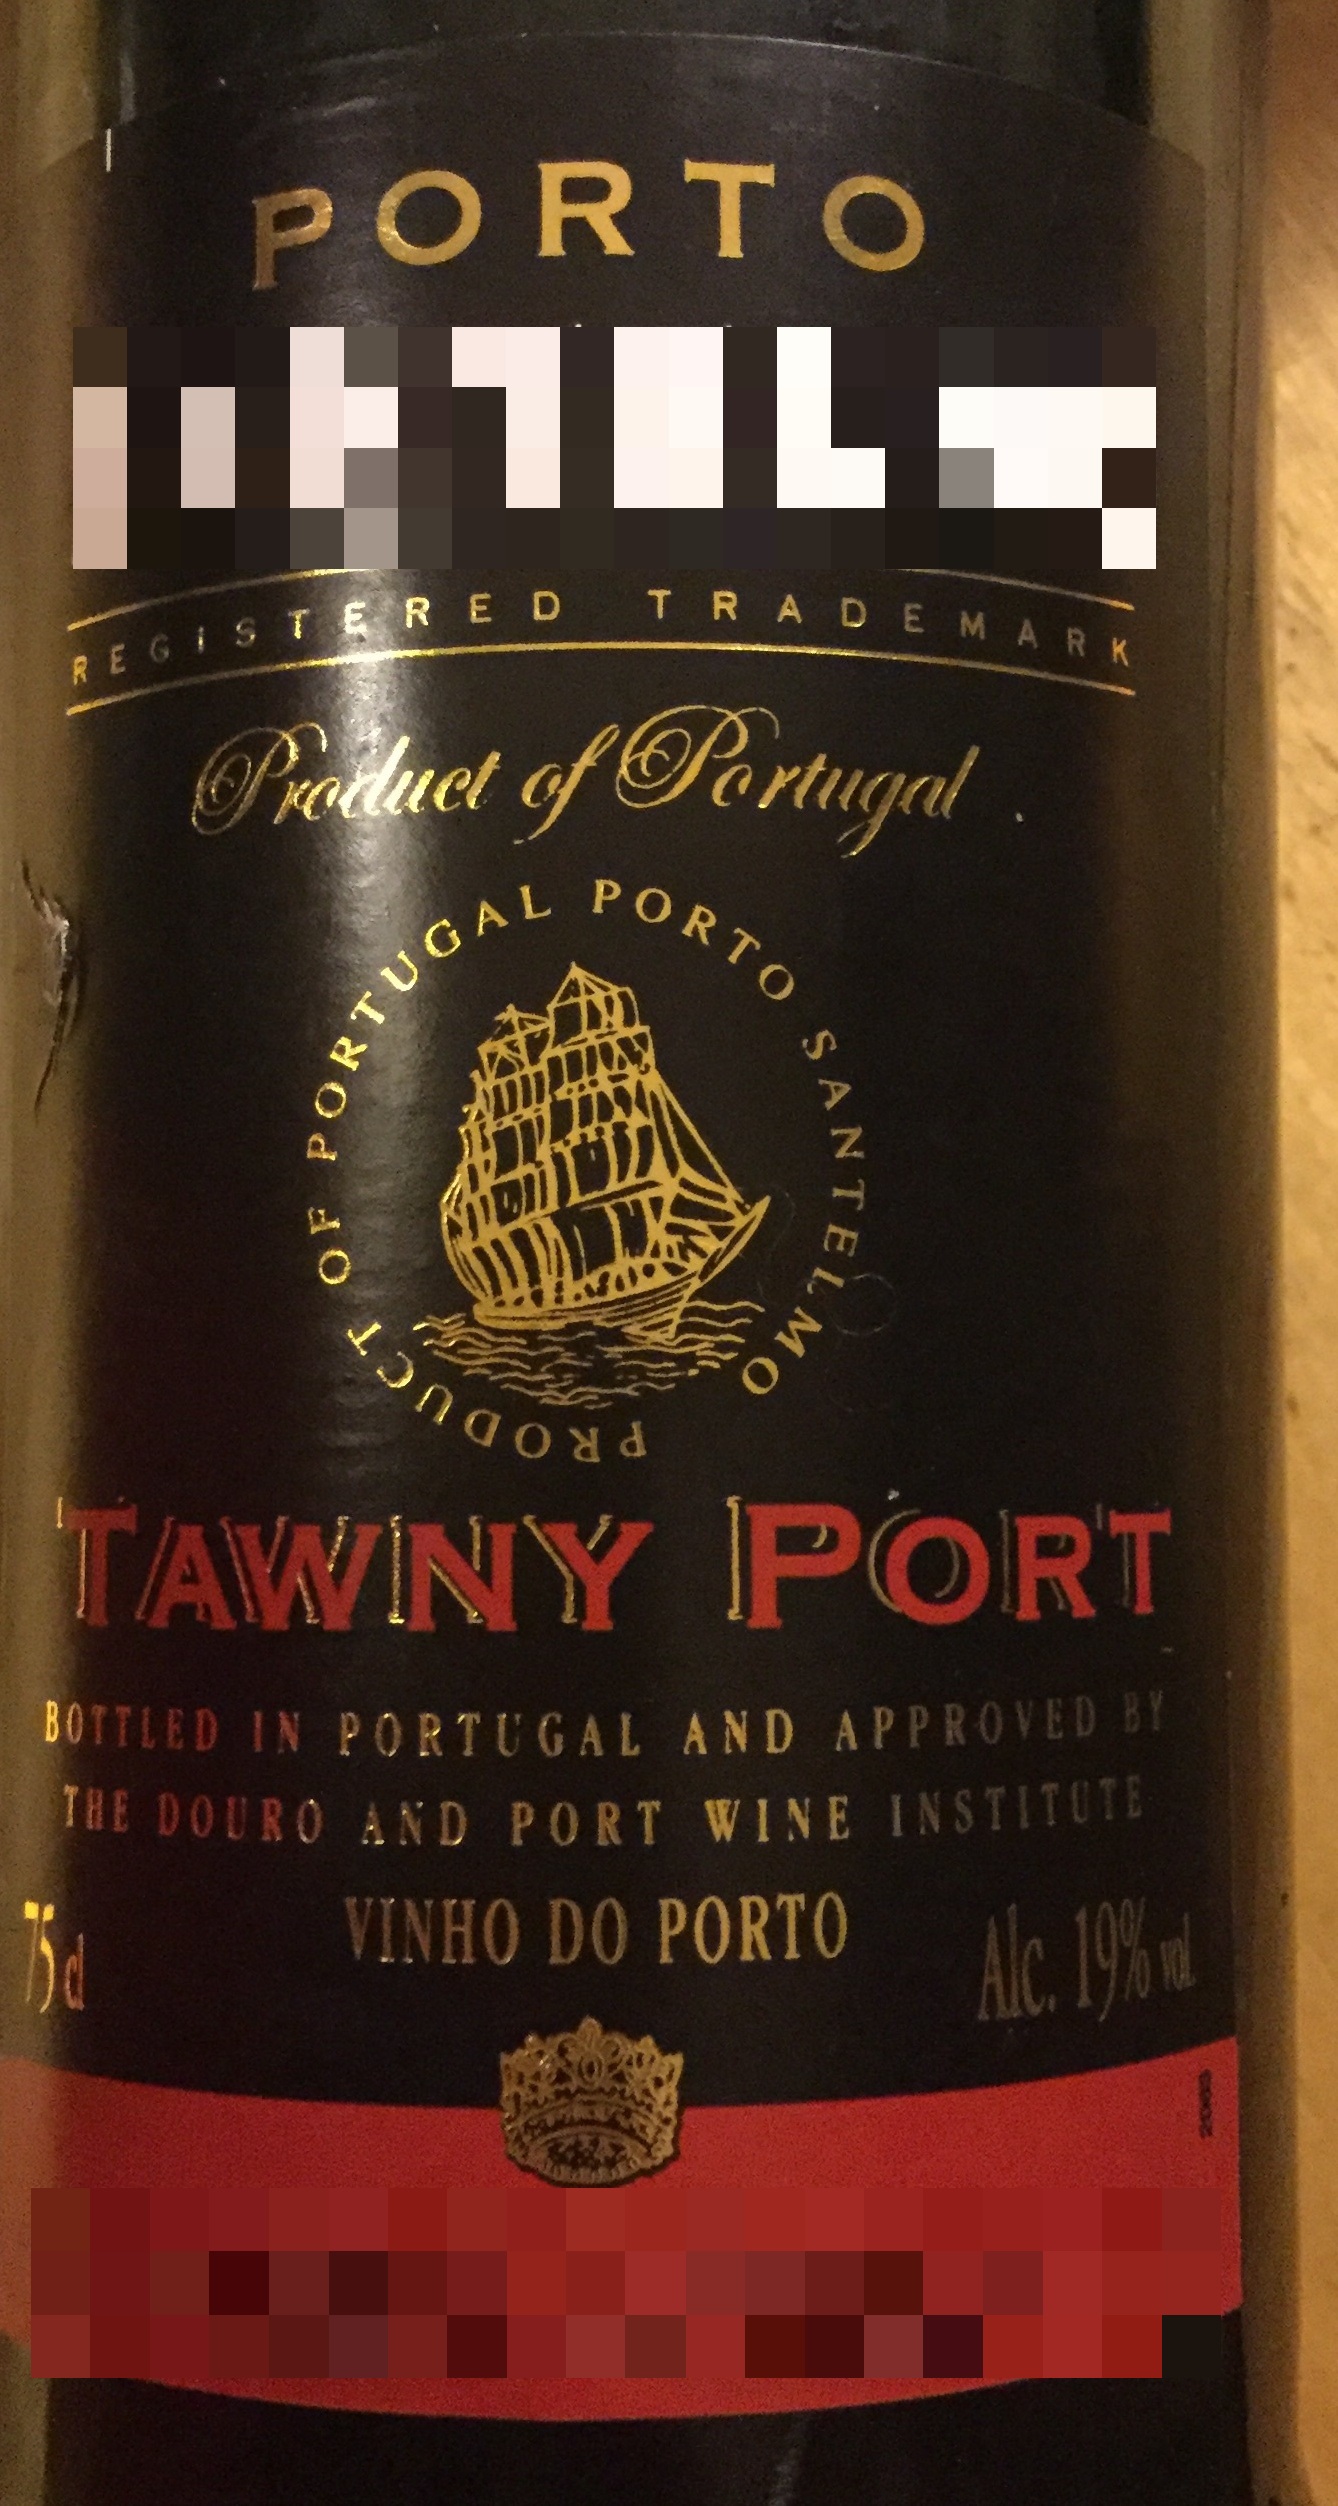 PORTO
REGISTERED TRADEMARK
Product of Portugal
PRODUCT OF PORTUGAL PORTO SANTELMO
TAWNY PORT
BOTTLED IN PORTUGAL AND APPROVED BY
THE DOURO AND PORT WINE INSTITUTE
75 cl
VINHO DO PORTO
Alc. 19% vol.